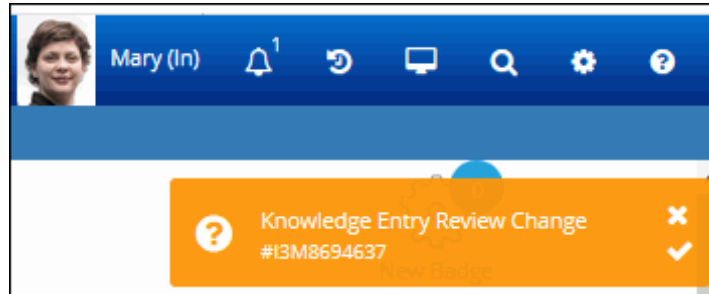 Mary (In)
1
Knowledge Entry Review Change
#I3M8694637
New Badge